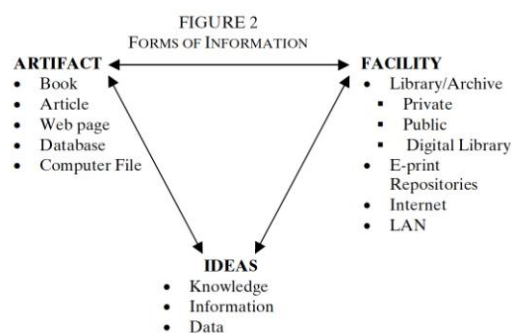 FIGURE 2
FORMS OF INFORMATION
ARTIFACT
• Book
• Article
• Web page
• Database
• Computer File
FACILITY
• Library/Archive
▪ Private
▪ Public
▪ Digital Library
• E-print
Repositories
• Internet
• LAN
IDEAS
• Knowledge
• Information
• Data